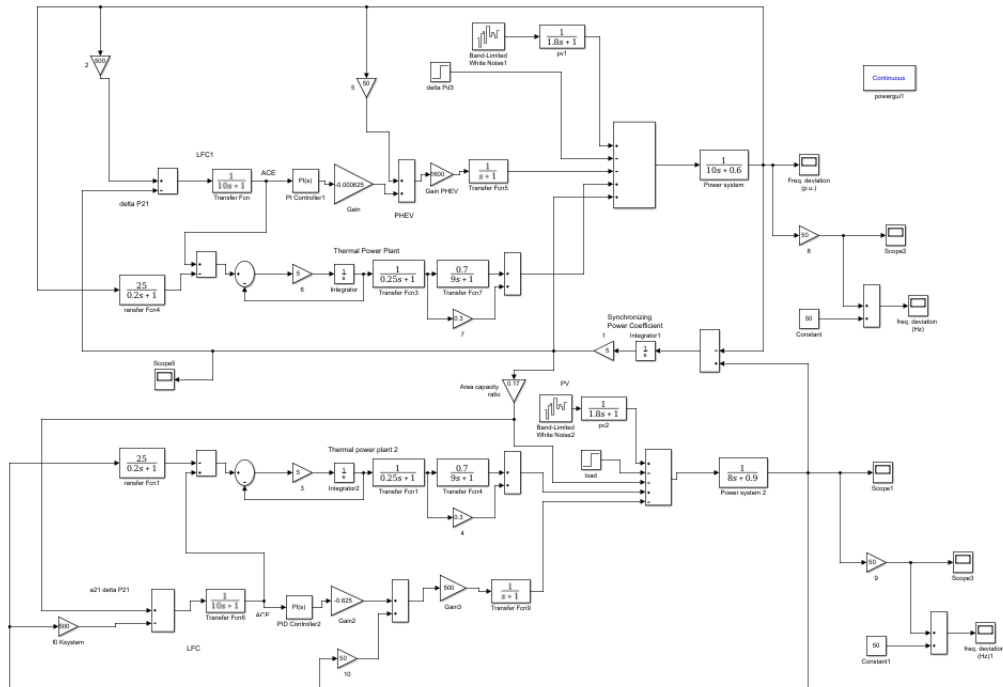 500
2
50
5
Band-Limited
White Noise1
1
1.8s + 1
pv1
delta Pd3
Continuous
powergui1
LFC1
ACE
1
10s + 1
Transfer Fcn
PI(s)
PI Controller1
-0.000625
Gain
PHEV
1600
Gain PHEV
1
s + 1
Transfer Fcn5
1
10s + 0.6
Power system
Freq. deviation
(p.u.)
delta P21
50
8
Scope2
Thermal Power Plant
25
0.2s + 1
ransfer Fcn4
5
6
1
s
Integrator
1
0.25s + 1
Transfer Fcn3
0.7
9s + 1
Transfer Fcn7
0.3
7
50
Constant
freq. deviation
(Hz)
Synchronizing
Power Coefficient
1
5
Integrator1
1
s
Scope5
Area capacity
ratio
0.17
PV
Band-Limited
White Noise2
1
1.8s + 1
pv2
load
Thermal power plant 2
25
0.2s + 1
ransfer Fcn1
5
3
1
s
Integrator2
1
0.25s + 1
Transfer Fcn1
0.7
9s + 1
Transfer Fcn4
0.3
4
1
8s + 0.9
Power system 2
Scope1
50
9
Scope3
a21 delta P21
1
10s + 1
Transfer Fcn6
ACE
PI(s)
PID Controller2
-0.625
Gain2
500
Gain3
1
s + 1
Transfer Fcn9
500
f0 Ksystem
LFC
50
10
50
Constant1
freq. deviation
(Hz)1